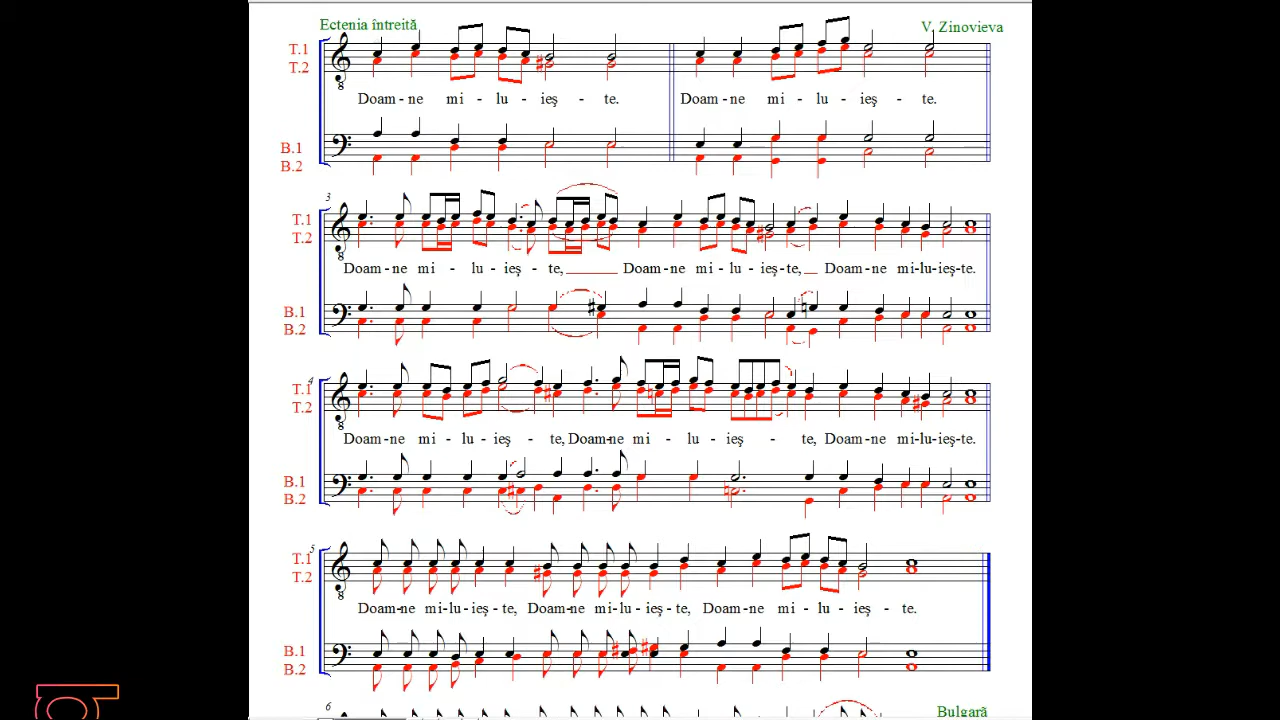 Ectenia întreită V. Zinovieva
T.1
T.2
Doam-ne mi-lu-ieş-te. Doam-ne mi-lu-ieş-te.
B.1
B.2
3
T.1
T.2
Doam-ne mi-lu-ieş-te, Doam-ne mi-lu-ieş-te, Doam-ne mi-lu-ieş-te.
B.1
B.2
4
T.1
T.2
Doam-ne mi-lu-ieş-te, Doam-ne mi-lu-ieş-te, Doam-ne mi-lu-ieş-te.
B.1
B.2
5
T.1
T.2
Doam-ne mi-lu-ieş-te, Doam-ne mi-lu-ieş-te, Doam-ne mi-lu-ieş-te.
B.1
B.2
6 Bulgară